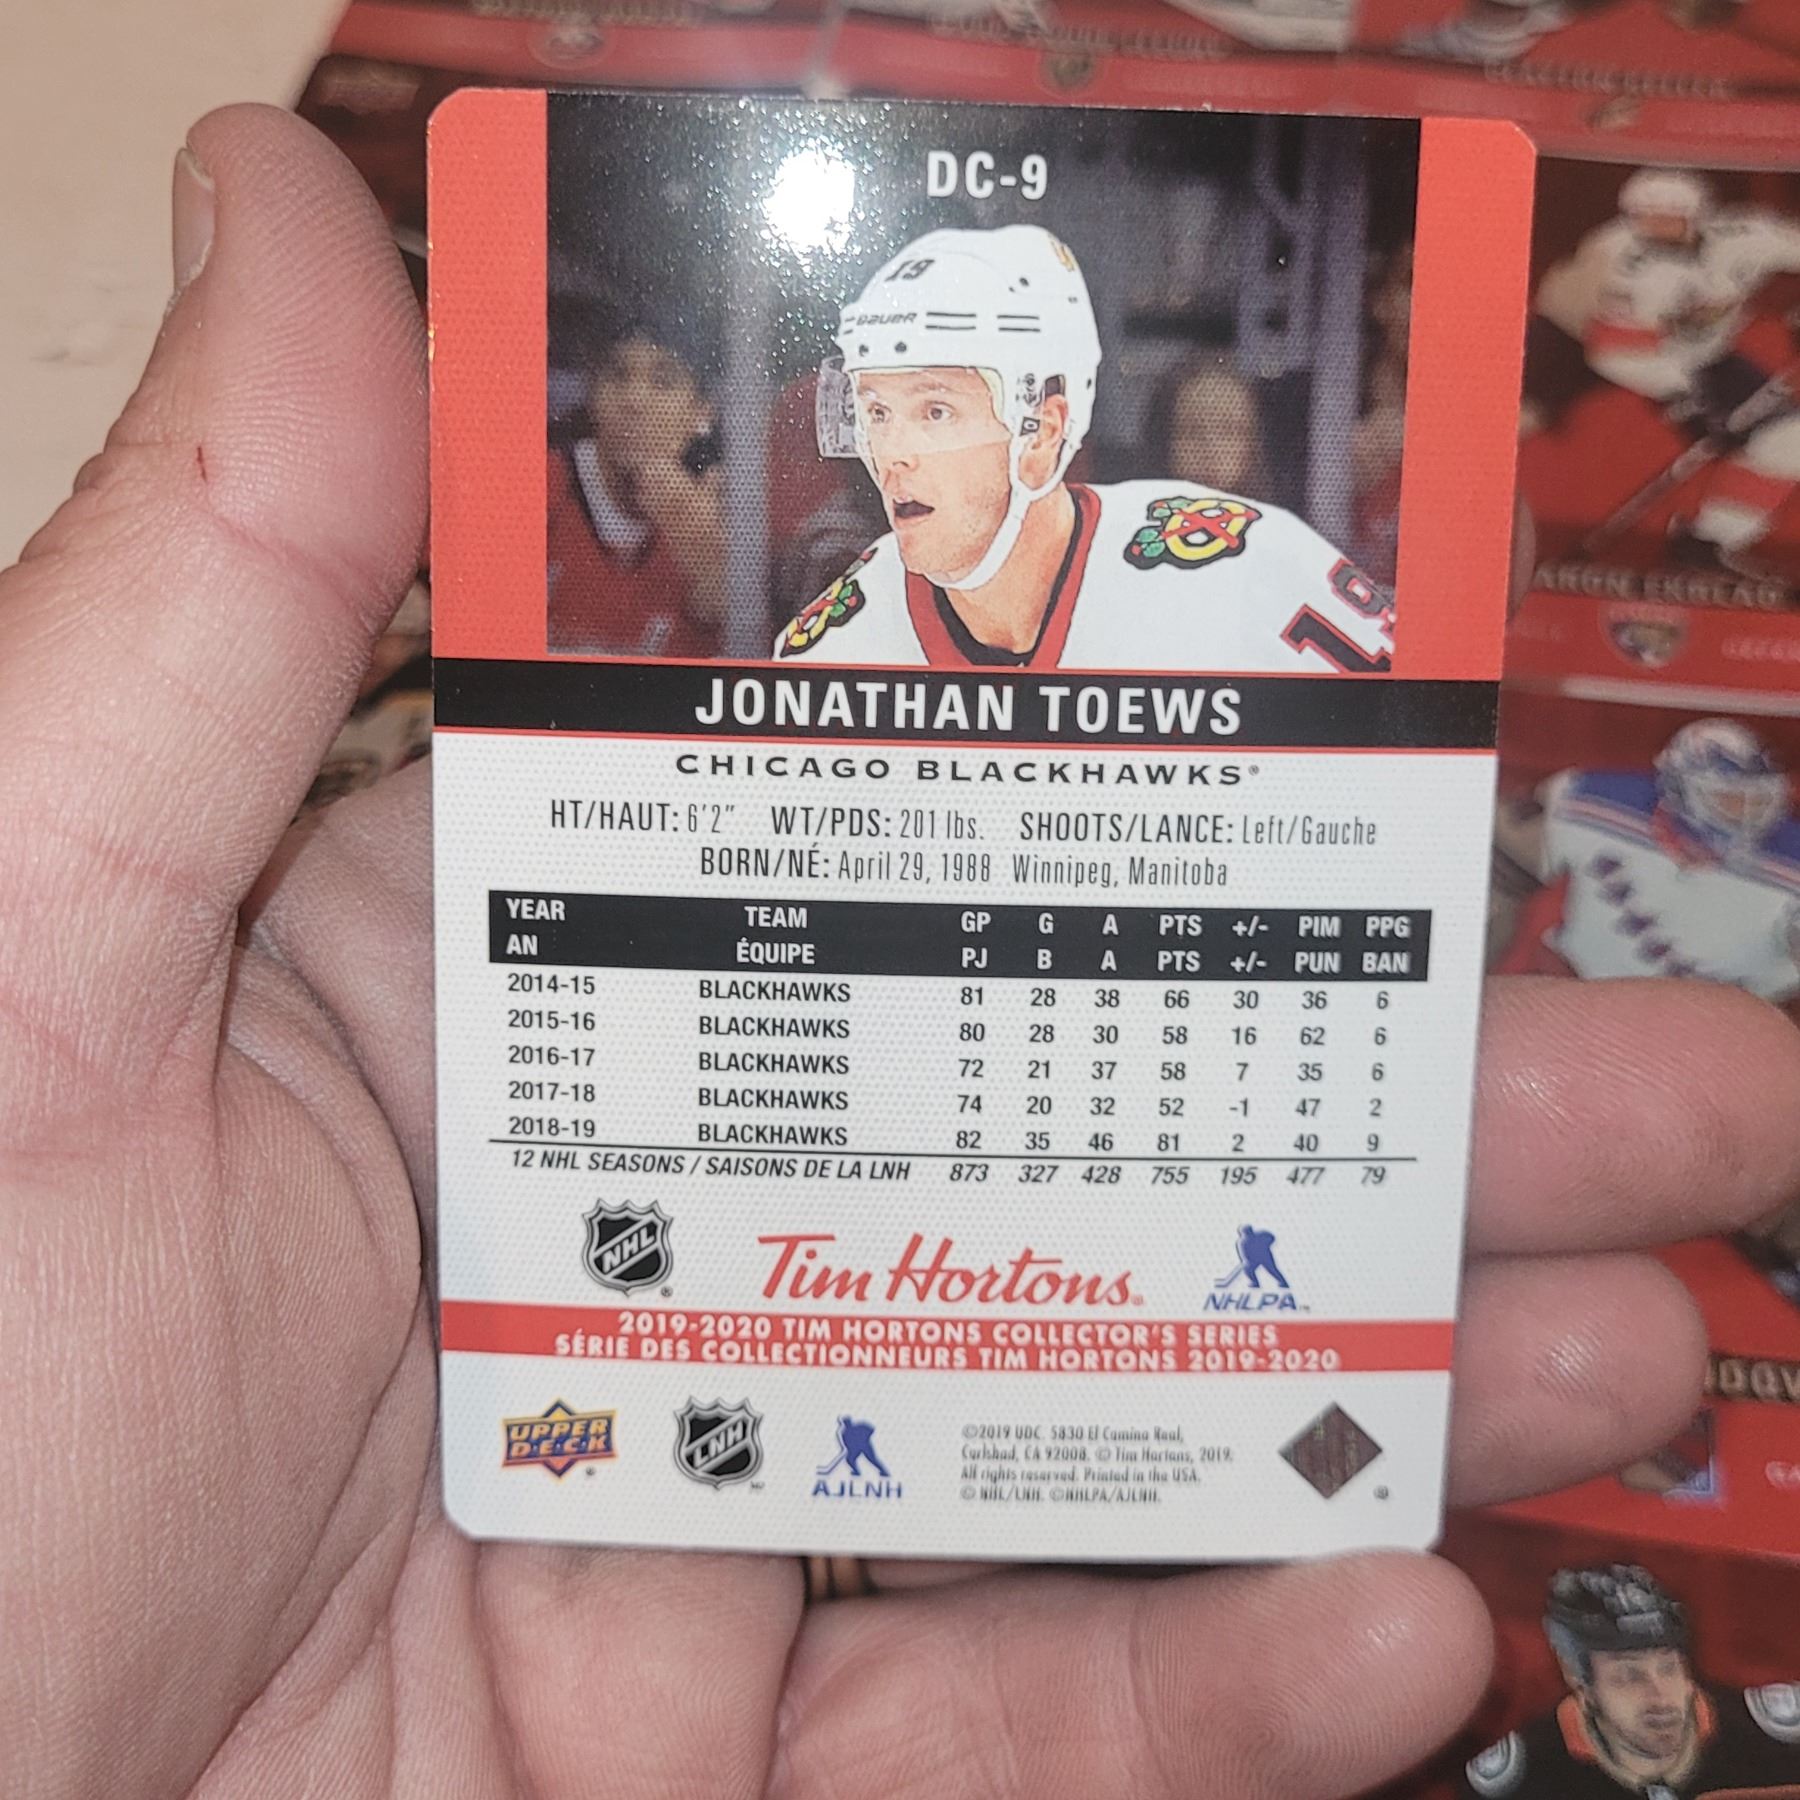 DC-9
19
BAUER
19
JONATHAN TOEWS
CHICAGO BLACKHAWKS®
HT/HAUT: 6'2" WT/PDS: 201 lbs. SHOOTS/LANCE: Left/Gauche
BORN/NÉ: April 29, 1988 Winnipeg, Manitoba
YEAR TEAM GP G A PTS +/- PIM PPG
AN ÉQUIPE PJ B A PTS +/- PUN BAN
2014-15 BLACKHAWKS 81 28 38 66 30 36 6
2015-16 BLACKHAWKS 80 28 30 58 16 62 6
2016-17 BLACKHAWKS 72 21 37 58 7 35 6
2017-18 BLACKHAWKS 74 20 32 52 -1 47 2
2018-19 BLACKHAWKS 82 35 46 81 2 40 9
12 NHL SEASONS / SAISONS DE LA LNH 873 327 428 755 195 477 79
NHL ®
Tim Hortons®
NHLPA™
2019-2020 TIM HORTONS COLLECTOR'S SERIES
SÉRIE DES COLLECTIONNEURS TIM HORTONS 2019-2020
UPPER
DECK ®
LNH MD
AJLNH
©2019 UDC. 5830 El Camino Real,
Carlsbad, CA 92008. © Tim Hortons, 2019.
All rights reserved. Printed in the USA.
© NHL/LNH. ©NHLPA/AJLNH.
®
AARON EKBLAD